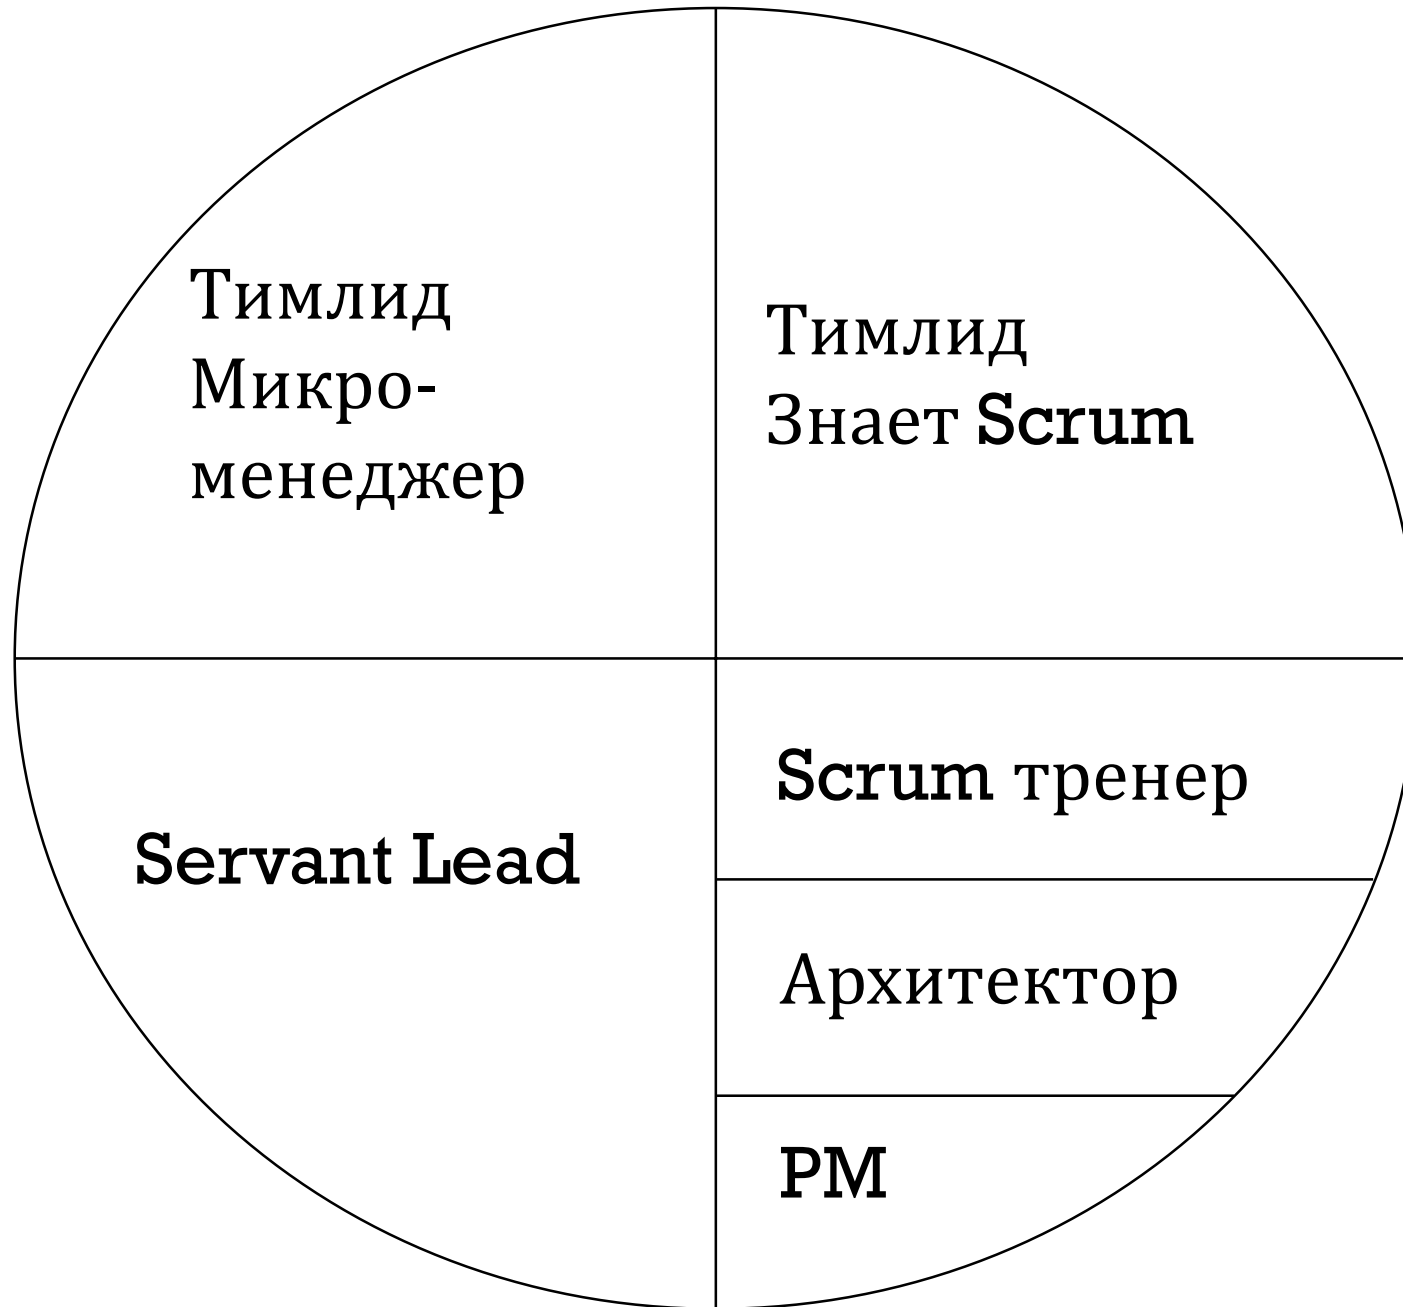 Тимлид
Микро-
менеджер
Тимлид
Знает Scrum
Servant Lead
Scrum тренер
Архитектор
PM